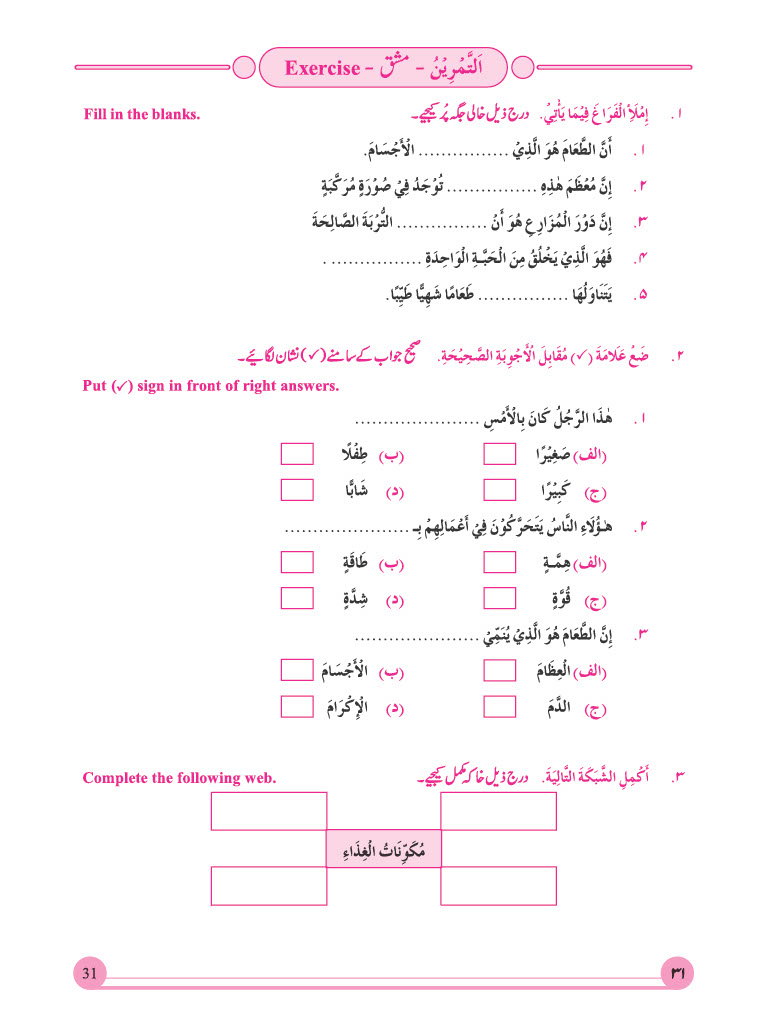 اَلتَّمْرِيْنُ - مشق - Exercise
۱. إِمْلَأِ الْفَرَاغَ فِيْمَا يَأْتِيْ. درج ذیل خالی جگہ پُر کیجیے۔ Fill in the blanks.
۱. أَنَّ الطَّعَامَ هُوَ الَّذِيْ ................ الْأَجْسَامَ.
۲. إِنَّ مُعْظَمَ هٰذِهِ ................ تُوْجَدُ فِيْ صُوْرَةٍ مُرَكَّبَةٍ
۳. إِنَّ دَوْرَ الْمُزَارِعِ هُوَ أَنْ ................ التُّرْبَةَ الصَّالِحَةَ
۴. فَهُوَ الَّذِيْ يَخْلُقُ مِنَ الْحَبَّةِ الْوَاحِدَةِ ................ .
۵. يَتَنَاوَلُهَا ................ طَعَامًا شَهِيًّا طَيِّبًا.
۲. ضَعْ عَلَامَةَ (✓) مُقَابِلَ الْأَجْوِبَةِ الصَّحِيْحَةِ. صحیح جواب کے سامنے (✓) نشان لگائیے۔
Put (✓) sign in front of right answers.
۱. هٰذَا الرَّجُلُ كَانَ بِالْأَمْسِ ......................
(الف) صَغِيْرًا (ب) طِفْلًا
(ج) كَبِيْرًا (د) شَابًّا
۲. هٰؤُلَاءِ النَّاسُ يَتَحَرَّكُوْنَ فِيْ أَعْمَالِهِمْ بِـ ......................
(الف) هِمَّةٍ (ب) طَاقَةٍ
(ج) قُوَّةٍ (د) شِدَّةٍ
۳. إِنَّ الطَّعَامَ هُوَ الَّذِيْ يُنَمِّيْ ......................
(الف) الْعِظَامَ (ب) الْأَجْسَامَ
(ج) الدَّمَ (د) الْإِكْرَامَ
۳. أَكْمِلِ الشَّبَكَةَ التَّالِيَةَ. درج ذیل خاکہ مکمل کیجیے۔ Complete the following web.
مُكَوِّنَاتُ الْغِذَاءِ
31 ۳۱